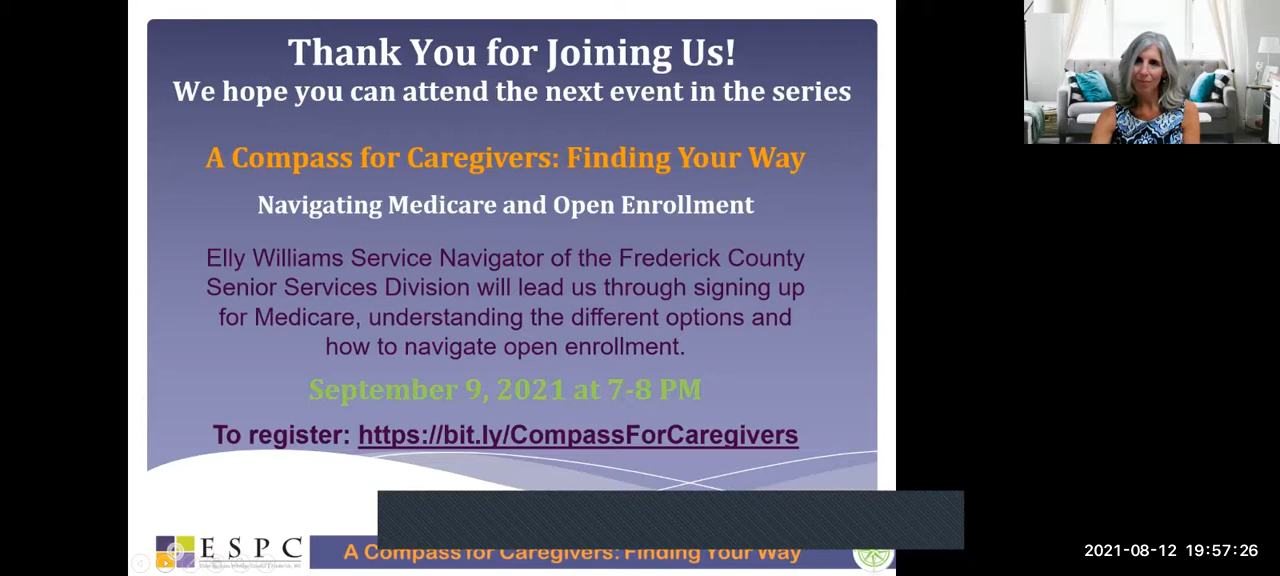 Thank You for Joining Us!
We hope you can attend the next event in the series
A Compass for Caregivers: Finding Your Way
Navigating Medicare and Open Enrollment
Elly Williams Service Navigator of the Frederick County
Senior Services Division will lead us through signing up
for Medicare, understanding the different options and
how to navigate open enrollment.
September 9, 2021 at 7-8 PM
To register: https://bit.ly/CompassForCaregivers
ESPC
A Compass for Caregivers: Finding Your Way
2021-08-12 19:57:26